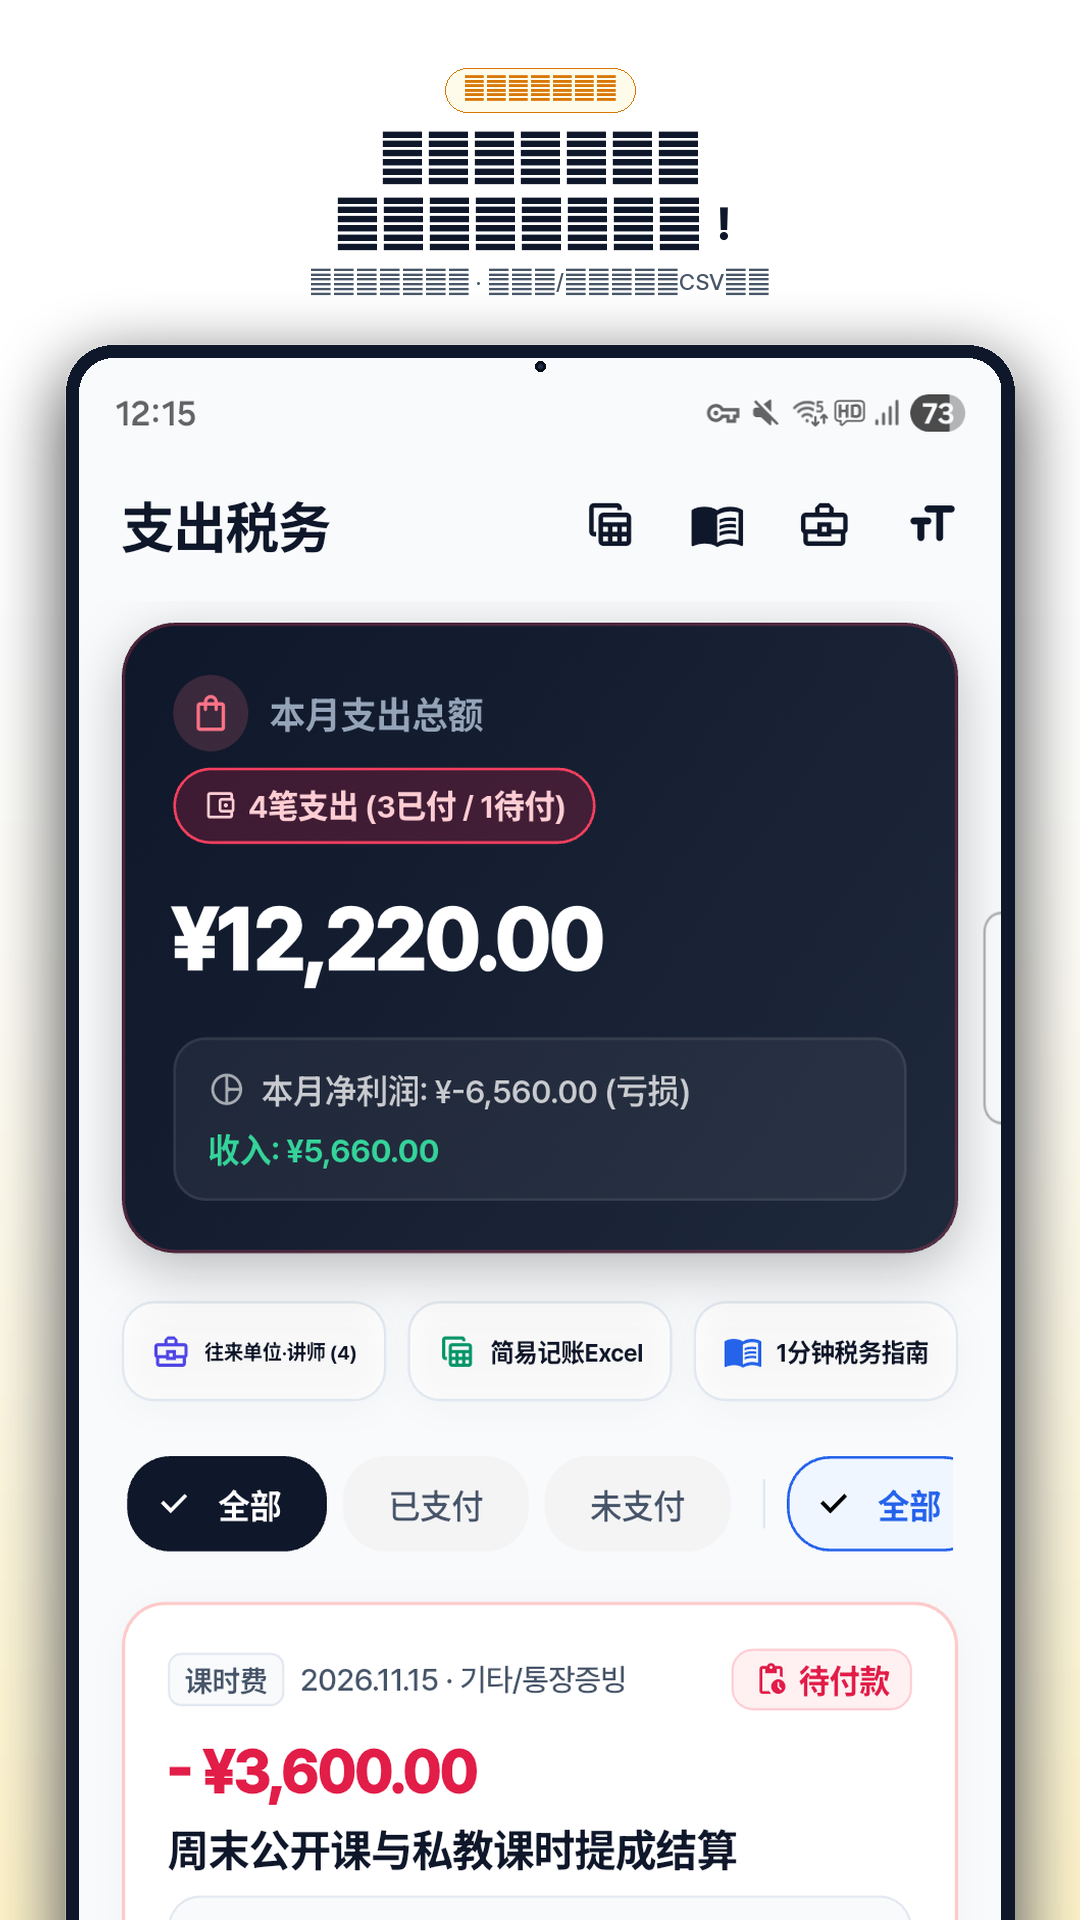 !
CSV
12:15
HD
5
73
支出税务
本月支出总额
4笔支出 (3已付 / 1待付)
¥12,220.00
本月净利润: ¥-6,560.00 (亏损)
收入: ¥5,660.00
往来单位·讲师 (4)
简易记账Excel
1分钟税务指南
全部
已支付
未支付
全部
课时费
2026.11.15 · 기타/통장증빙
待付款
- ¥3,600.00
周末公开课与私教课时提成结算